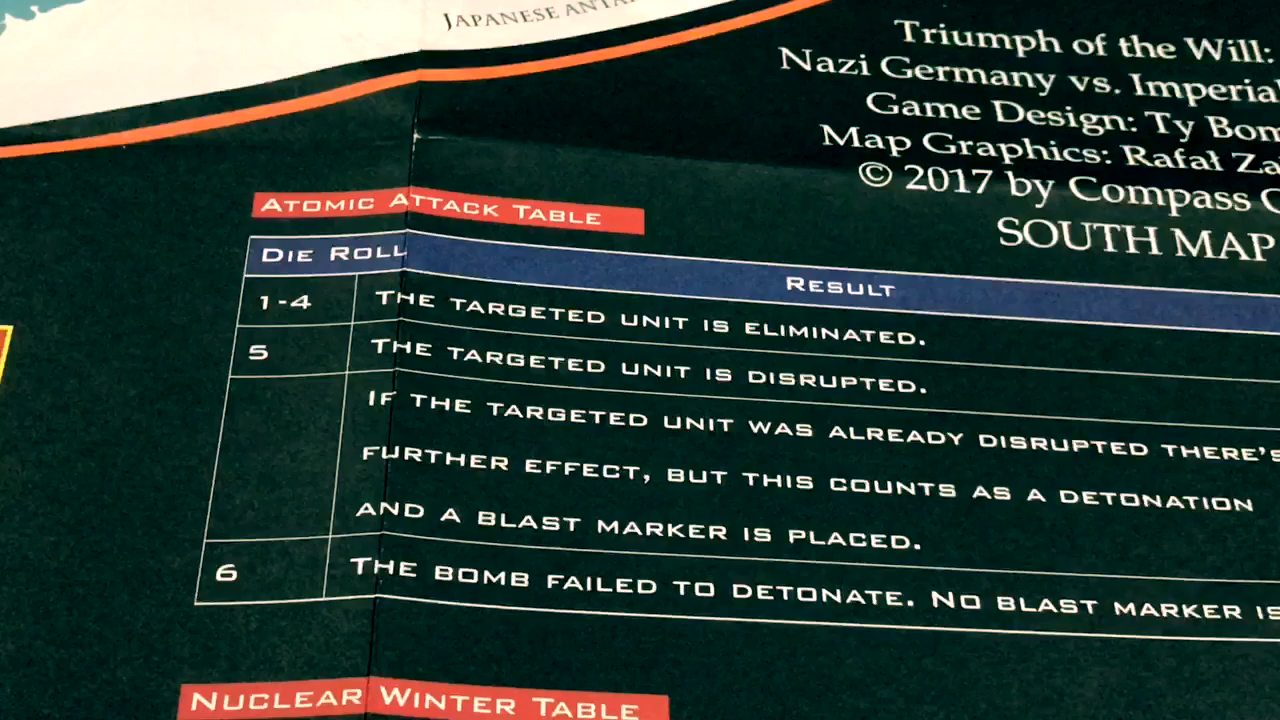 JAPANESE
Triumph of the Will:
Nazi Germany vs. Imperial
Game Design: Ty
Map Graphics: Rafał
© 2017 by Compass
SOUTH MAP
ATOMIC ATTACK TABLE
DIE ROLL
RESULT
1-4 THE TARGETED UNIT IS ELIMINATED.
5 THE TARGETED UNIT IS DISRUPTED.
IF THE TARGETED UNIT WAS ALREADY DISRUPTED THERE'S
FURTHER EFFECT, BUT THIS COUNTS AS A DETONATION
AND A BLAST MARKER IS PLACED.
6 THE BOMB FAILED TO DETONATE. NO BLAST MARKER IS
NUCLEAR WINTER TABLE